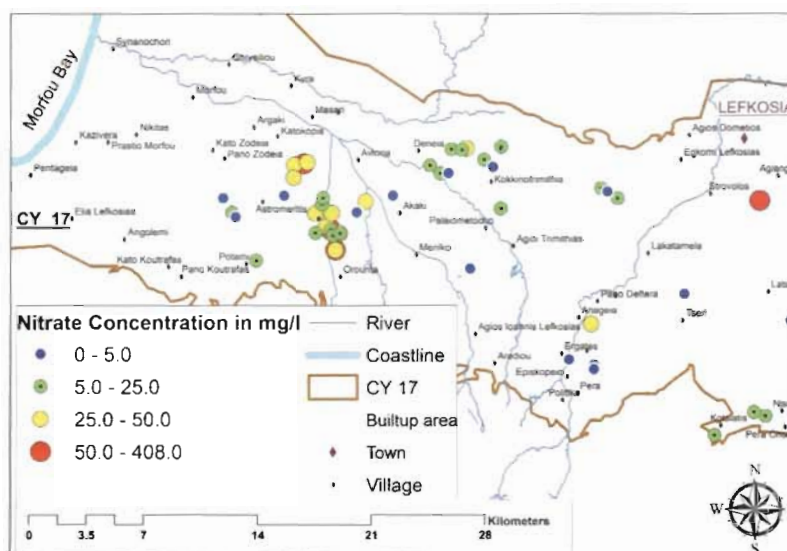 Morfou Bay
Syrianochori
Kyra
Morfou
Masari
LEFKOSIA
Argaki
Nikitas
Katokopia
Agios Dometios
Kazivera
Prastio Morfou
Kato Zodeia
Deneia
Pano Zodeia
Avlona
Egkomi Lefkosias
Pentageia
Kokkinotrimithia
Strovolos
Astromeritis
CY 17
Elia Lefkosias
Akaki
Palaiometocho
Angolemi
Agioi Trimithias
Meniko
Lakatameia
Potami
Kato Koutrafas
Pano Koutrafas
Orounta
Pano Deftera
Anageia
Tseri
Agios Ioannis Lefkosias
Ergates
Arediou
Episkopeio
Pera
Politiko
Kotsiatis
Nitrate Concentration in mg/l
0 - 5.0
5.0 - 25.0
25.0 - 50.0
50.0 - 408.0
River
Coastline
CY 17
Builtup area
Town
Village
N
W E
S
Kilometers
0 3.5 7 14 21 28